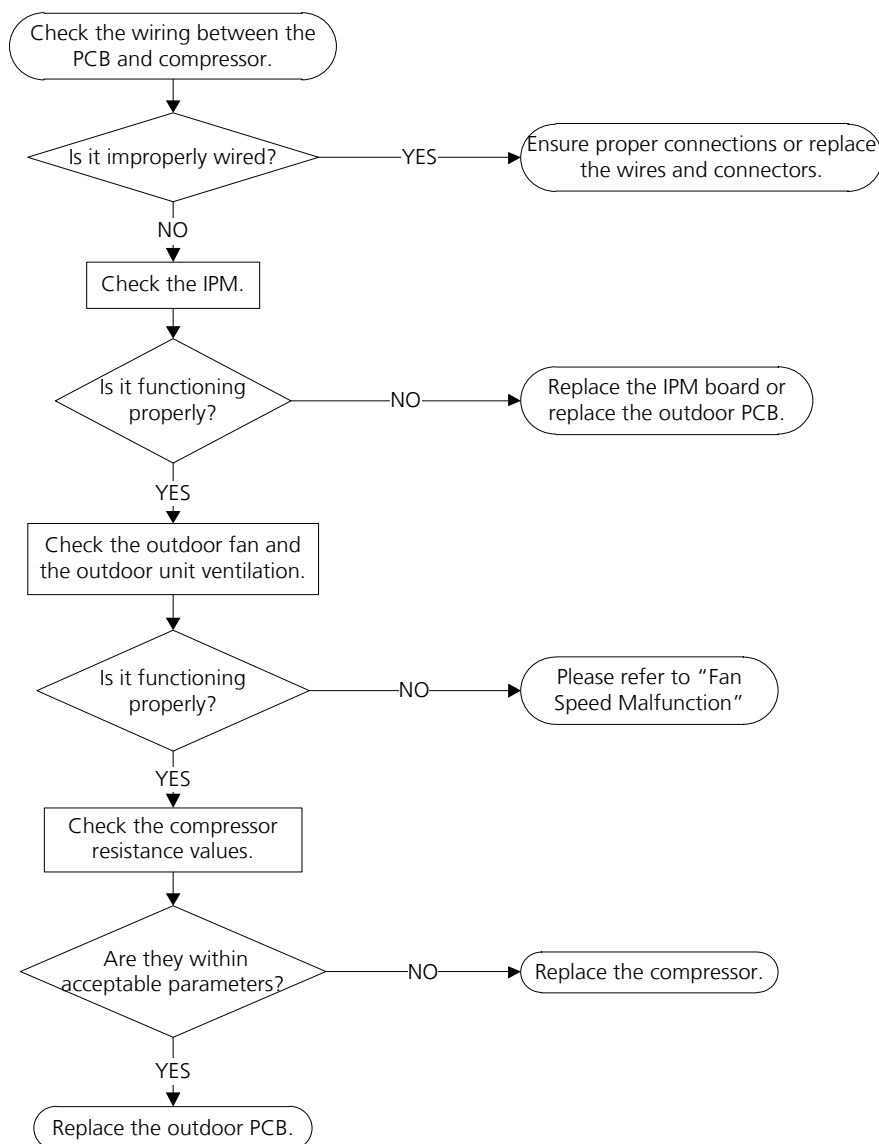 Check the wiring between the
PCB and compressor.
Is it improperly wired?
YES
Ensure proper connections or replace
the wires and connectors.
NO
Check the IPM.
Is it functioning
properly?
NO
Replace the IPM board or
replace the outdoor PCB.
YES
Check the outdoor fan and
the outdoor unit ventilation.
Is it functioning
properly?
NO
Please refer to “Fan
Speed Malfunction”
YES
Check the compressor
resistance values.
Are they within
acceptable parameters?
NO
Replace the compressor.
YES
Replace the outdoor PCB.